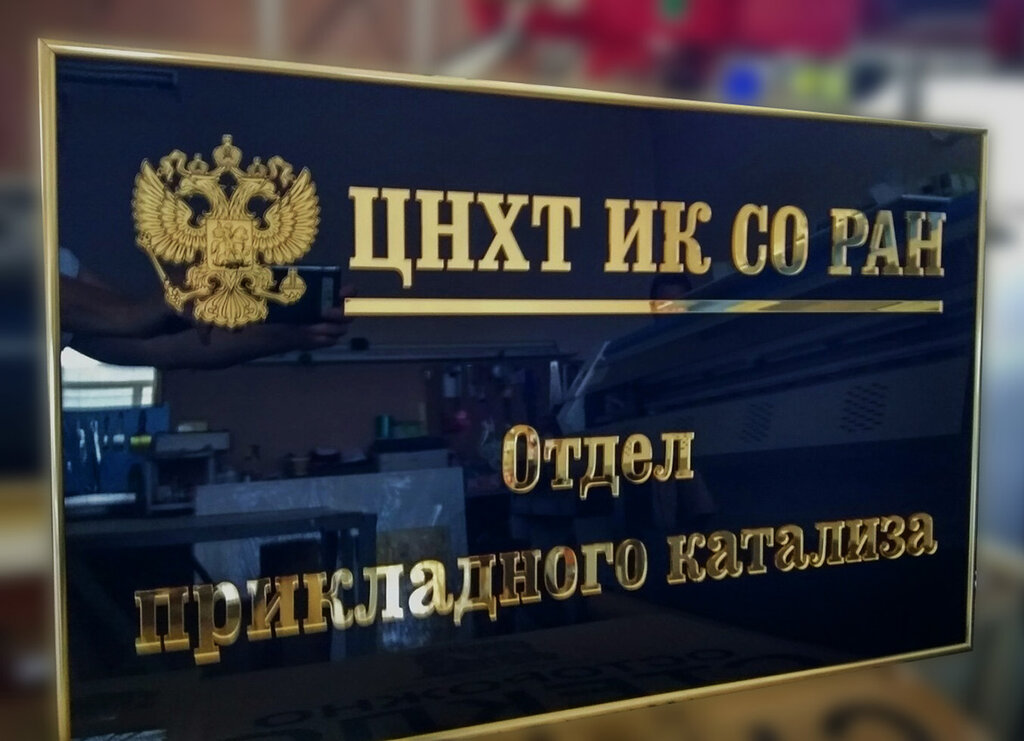 ЦНХТ ИК СО РАН
Отдел
прикладного катализа